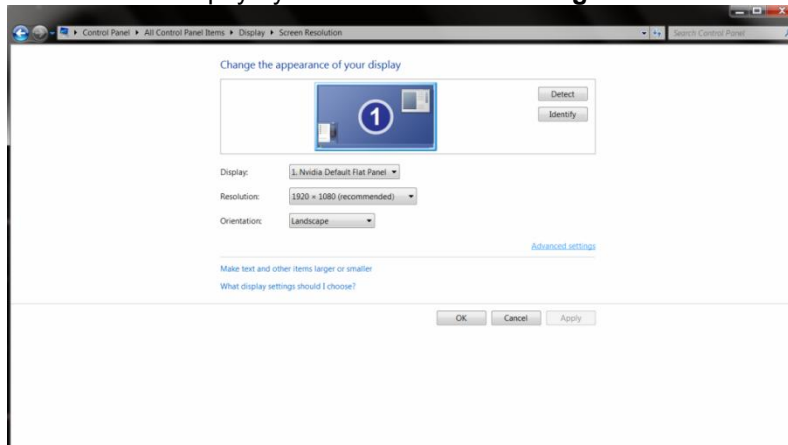 Control Panel ▸ All Control Panel Items ▸ Display ▸ Screen Resolution
Search Control Panel
Change the appearance of your display
1
Detect
Identify
Display: 1. Nvidia Default Flat Panel
Resolution: 1920 × 1080 (recommended)
Orientation: Landscape
Advanced settings
Make text and other items larger or smaller
What display settings should I choose?
OK Cancel Apply